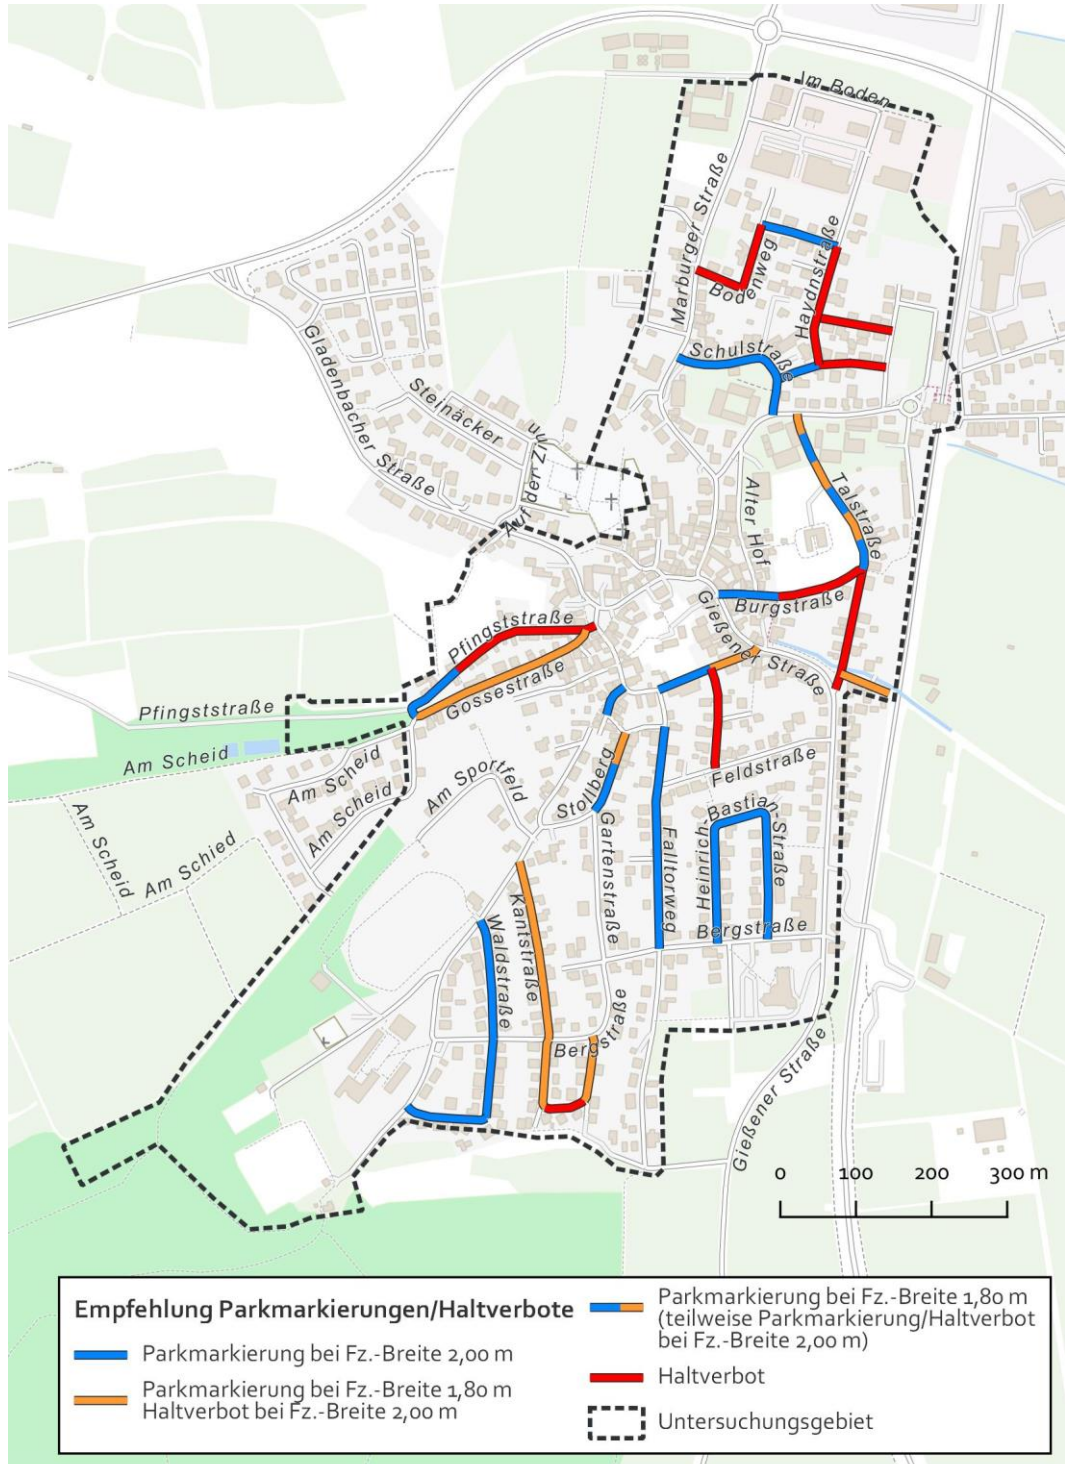 Am Boden
Marburger Straße
Bodenweg
Haydnstraße
Schulstraße
Gladenbacher Straße
Steinäcker
Auf der Zinn
Alter Hof
Talstraße
Burgstraße
Gießener Straße
Pfingststraße
Gossestraße
Pfingststraße
Am Scheid
Am Scheid
Am Scheid
Am Scheid
Am Schied
Am Sportfeld
Stollberg
Feldstraße
Heinrich-
Bastian-
Straße
Gartenstraße
Falltorweg
Bergstraße
Kantstraße
Waldstraße
Bergstraße
Gießener Straße
0 100 200 300 m
Empfehlung Parkmarkierungen/Haltverbote
Parkmarkierung bei Fz.-Breite 2,00 m
Parkmarkierung bei Fz.-Breite 1,80 m
Haltverbot bei Fz.-Breite 2,00 m
Parkmarkierung bei Fz.-Breite 1,80 m
(teilweise Parkmarkierung/Haltverbot
bei Fz.-Breite 2,00 m)
Haltverbot
Untersuchungsgebiet